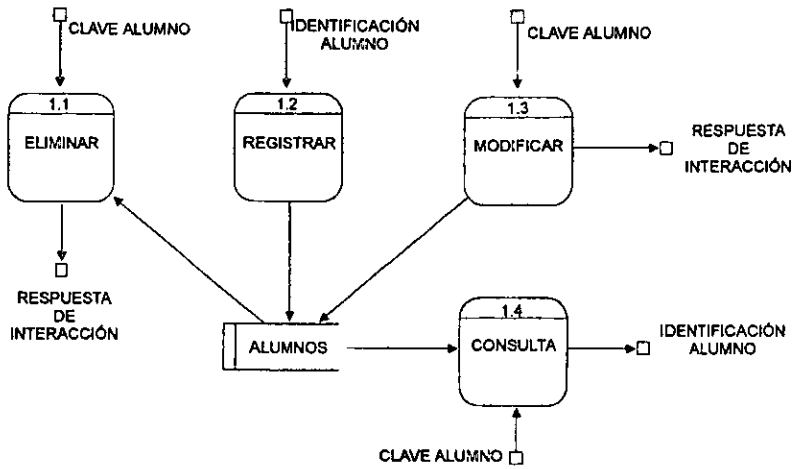 CLAVE ALUMNO
IDENTIFICACIÓN
ALUMNO
CLAVE ALUMNO
1.1
ELIMINAR
1.2
REGISTRAR
1.3
MODIFICAR
RESPUESTA
DE
INTERACCIÓN
RESPUESTA
DE
INTERACCIÓN
ALUMNOS
1.4
CONSULTA
IDENTIFICACIÓN
ALUMNO
CLAVE ALUMNO